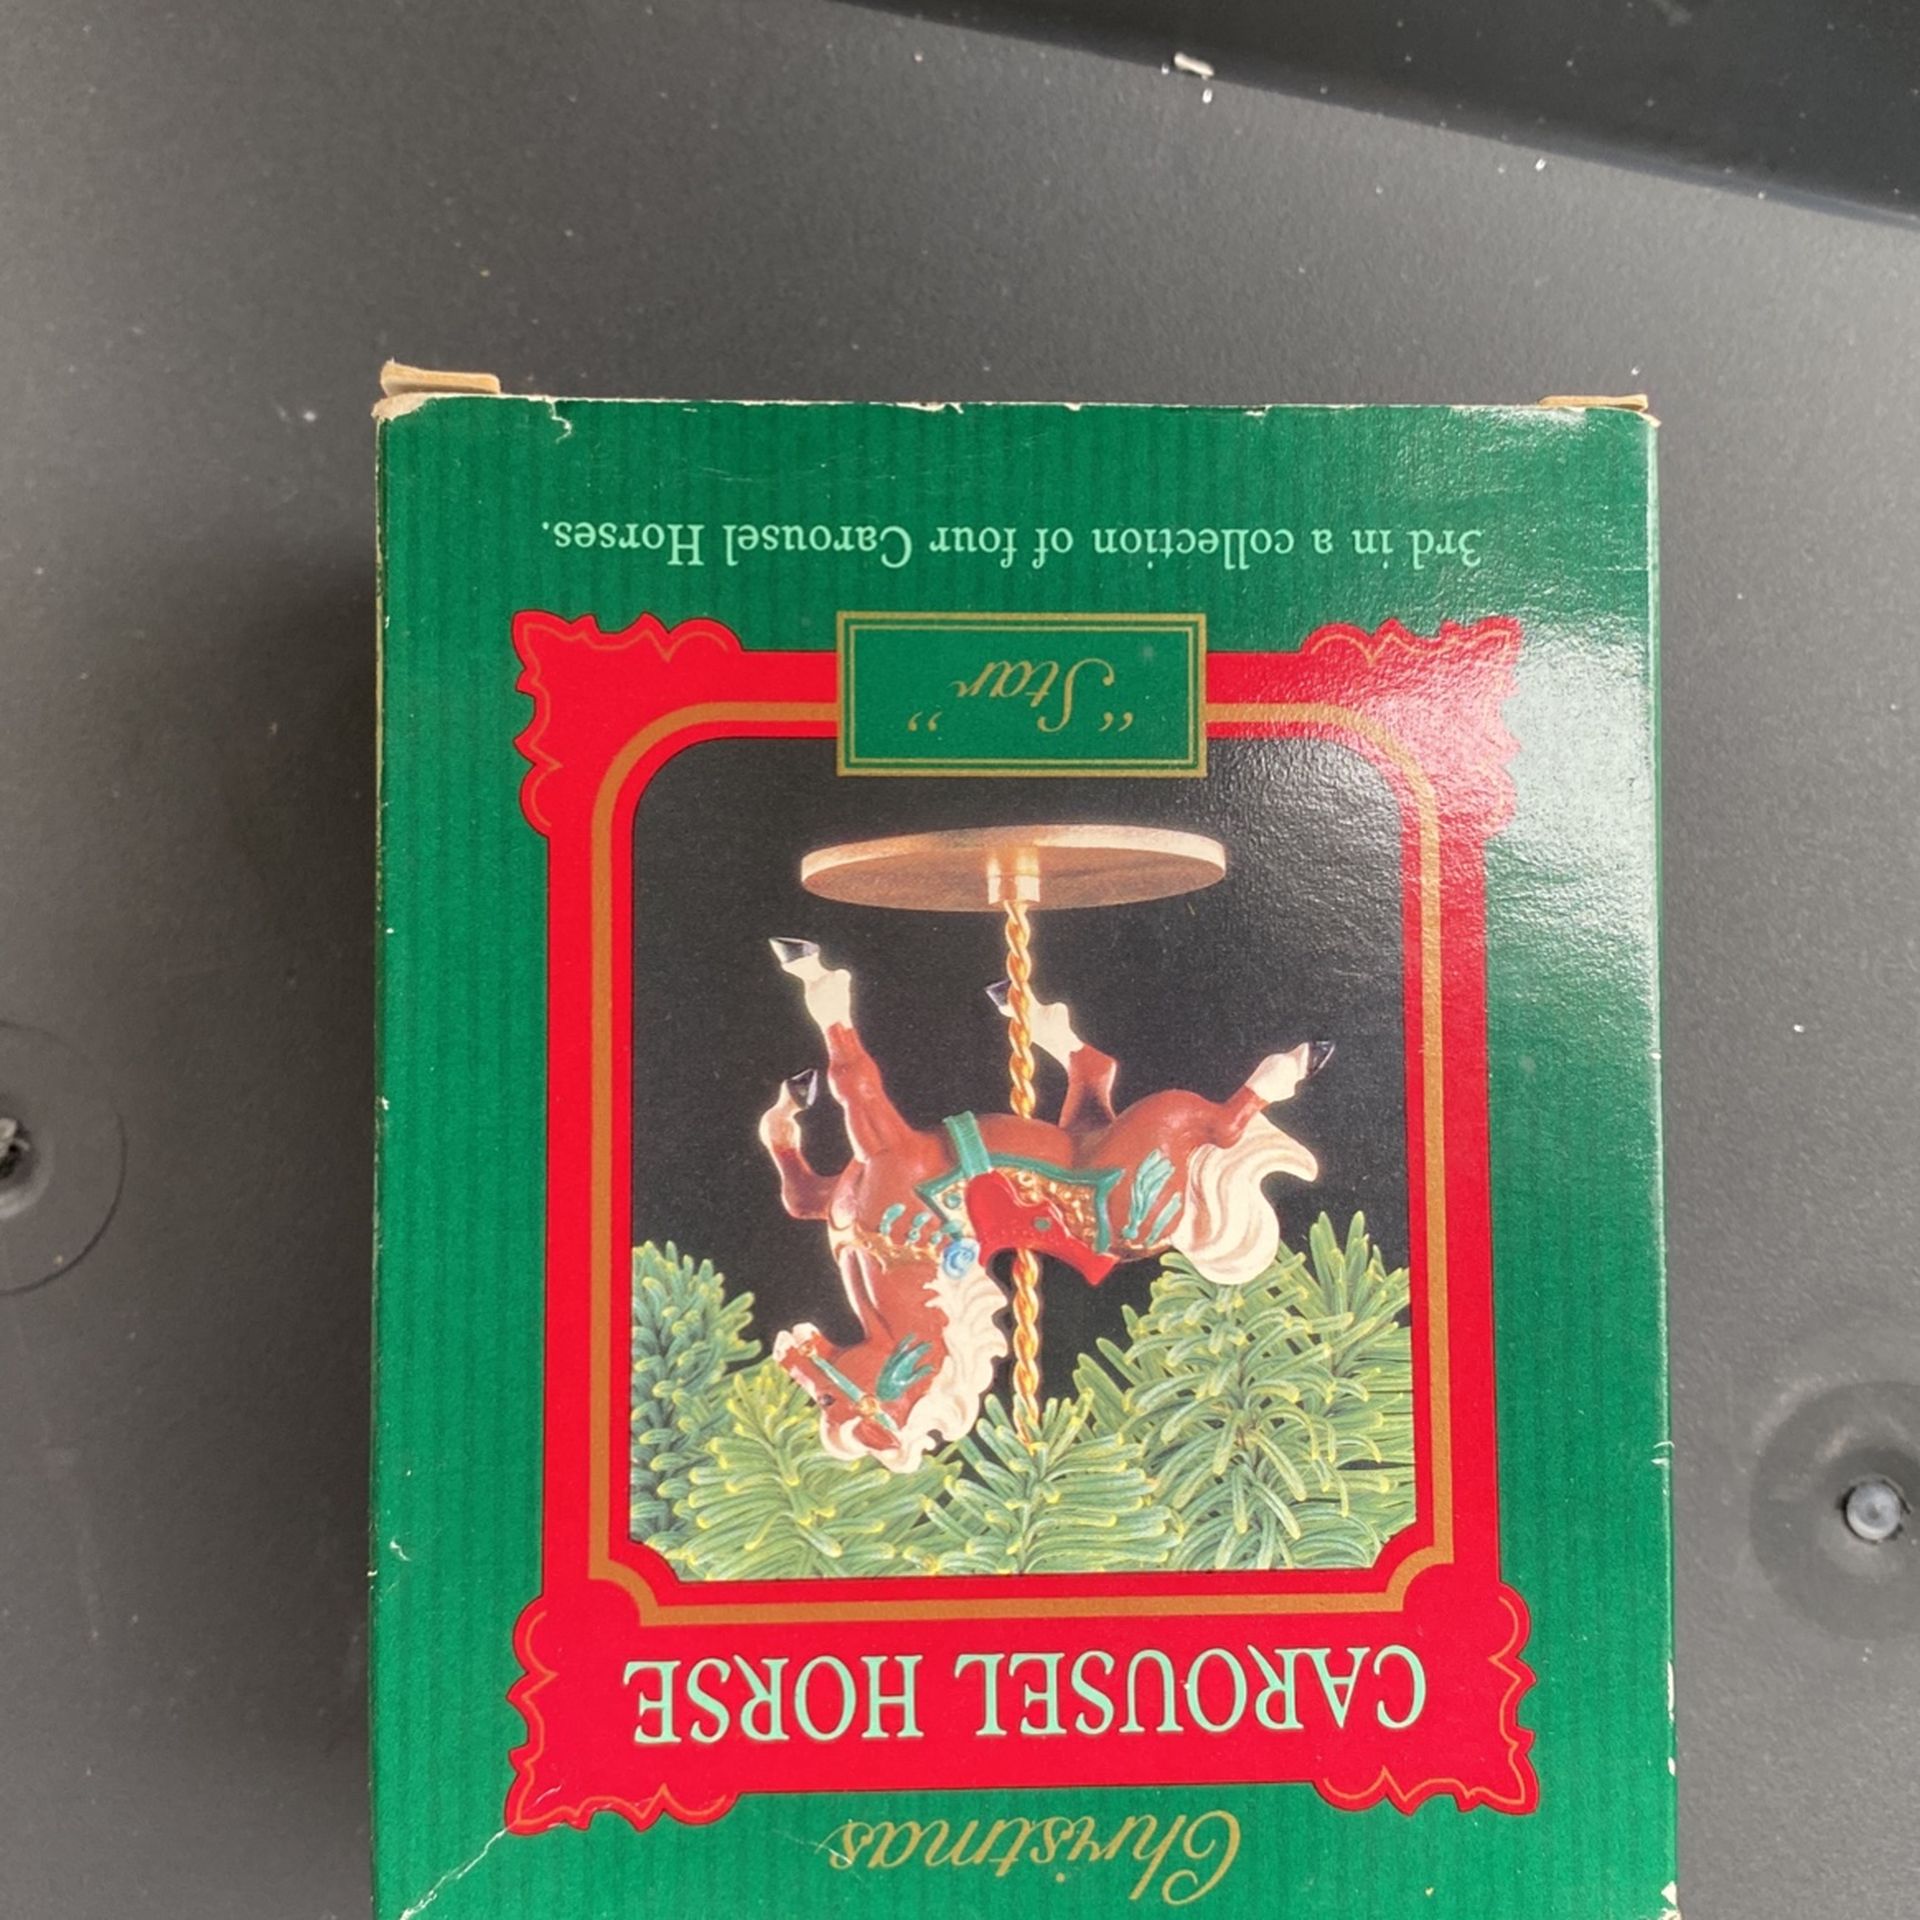 Christmas
CAROUSEL HORSE
“Star”
3rd in a collection of four Carousel Horses.